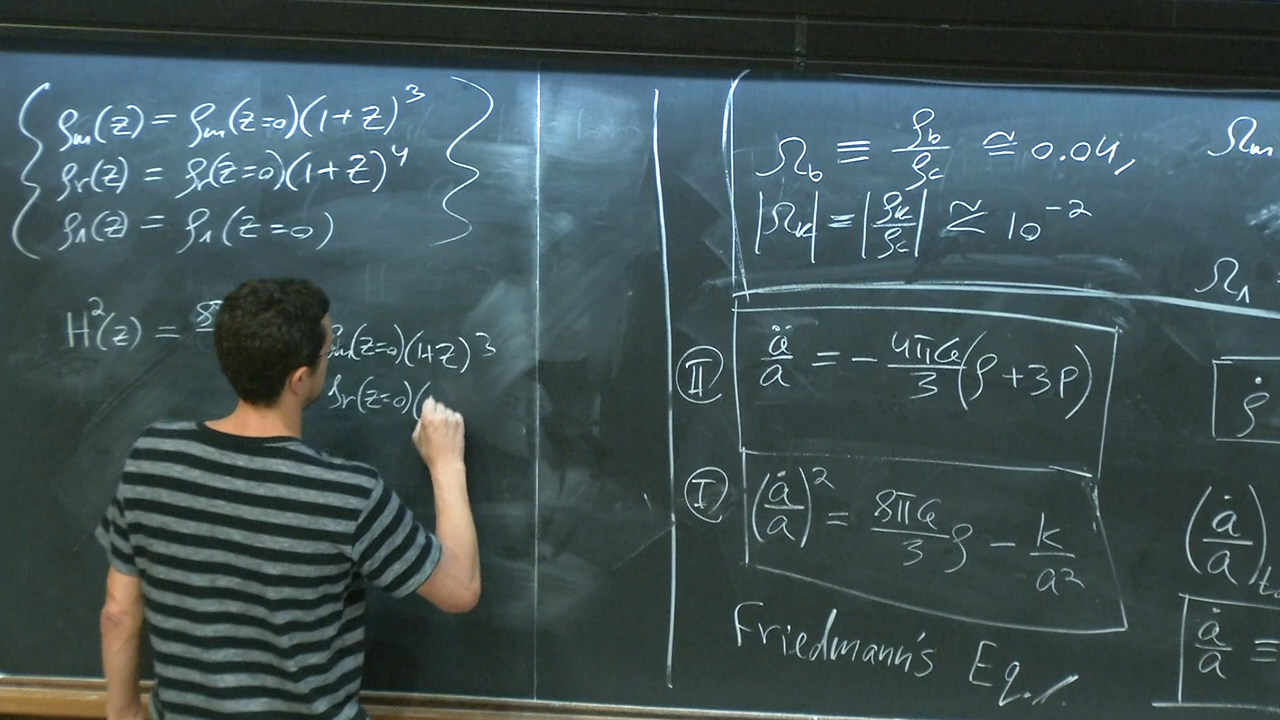 ρm(z) = ρm(z=0)(1+z)³
ρr(z) = ρr(z=0)(1+z)⁴
ρΛ(z) = ρΛ(z=0)
H²(z) = 8
ρm(z=0)(1+z)³
ρr(z=0)(
Ωb ≡ ρb/ρc ≅ 0.04,
|Ωk| = |ρk/ρc| ≅ 10⁻²
II ä/a = - 4πG/3 (ρ + 3P)
I (ȧ/a)² = 8πG/3 ρ - k/a²
Friedmann's Eq.
Ωm
ΩΛ =
ρ̇
(ȧ/a)
ȧ/a =